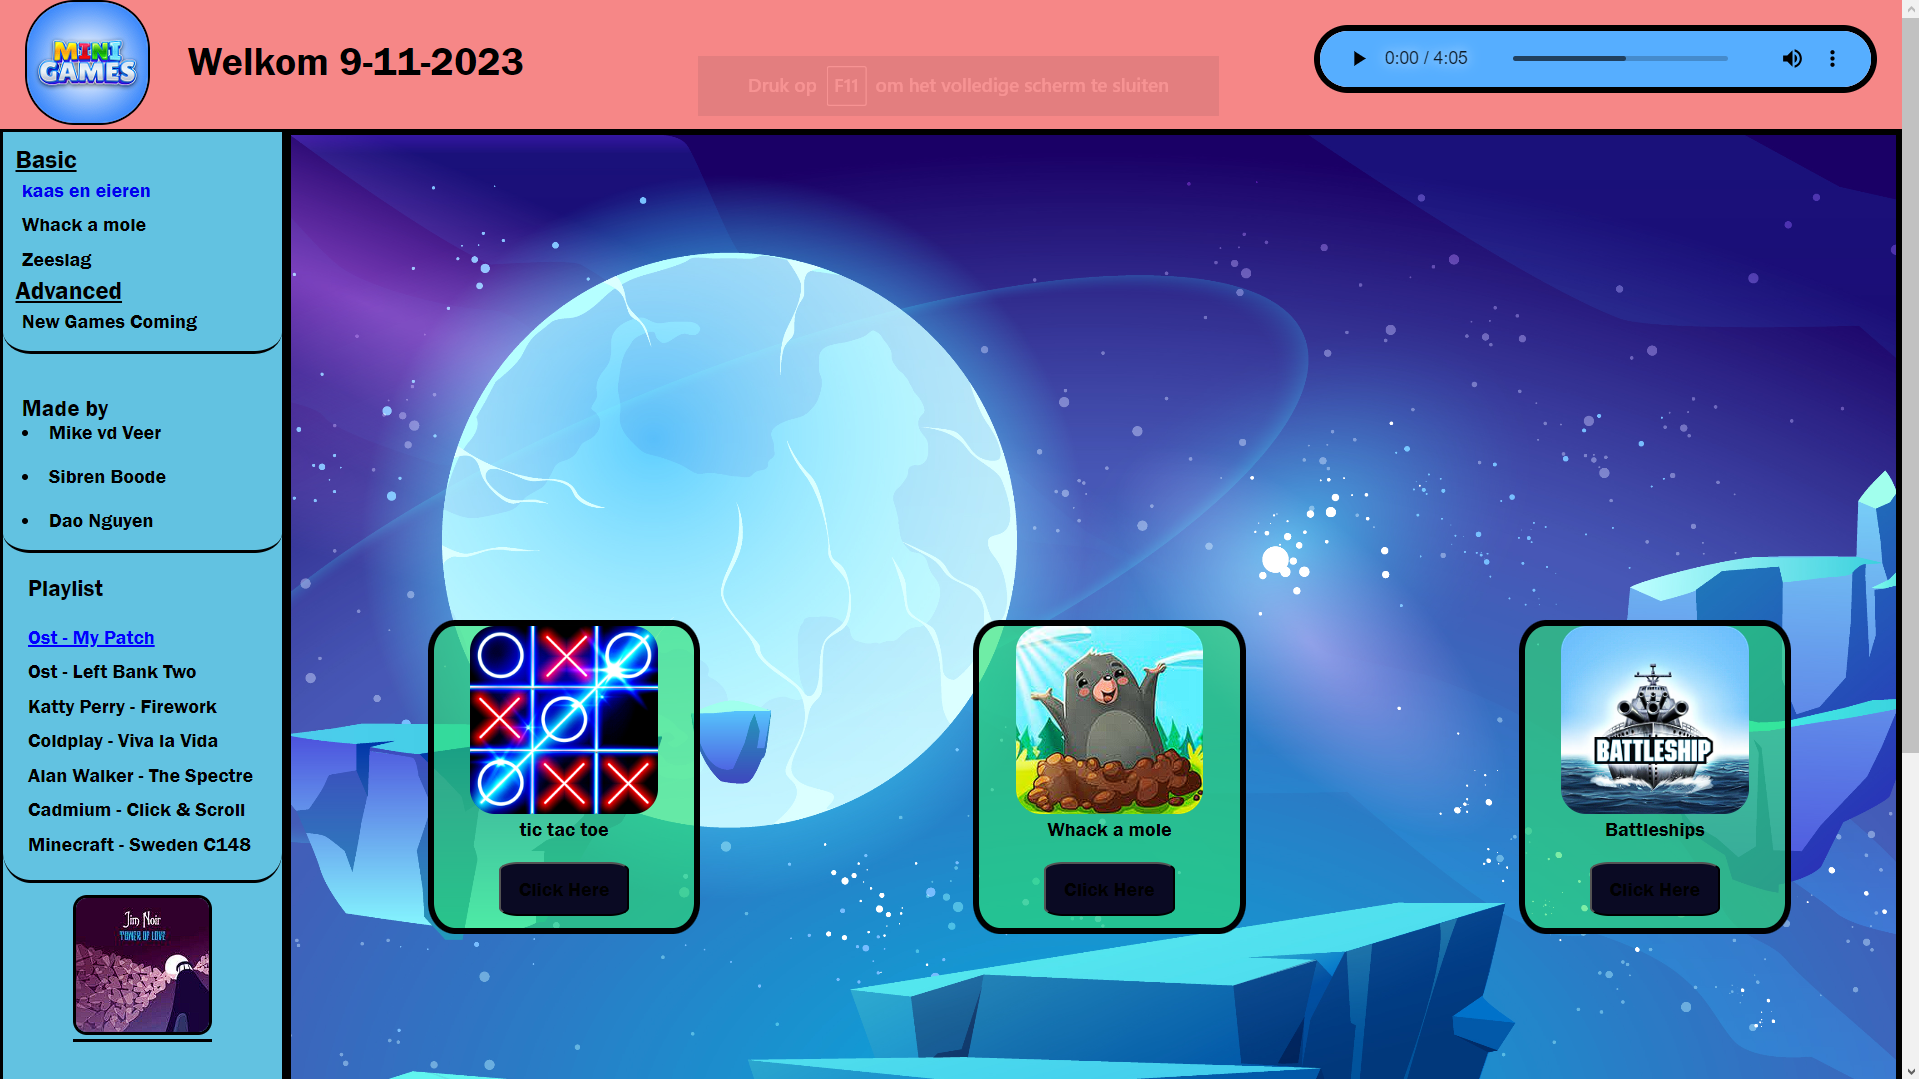 MINI
GAMES
Welkom 9-11-2023
Druk op F11 om het volledige scherm te sluiten
0:00 / 4:05
Basic
kaas en eieren
Whack a mole
Zeeslag
Advanced
New Games Coming
Made by
• Mike vd Veer
• Sibren Boode
• Dao Nguyen
Playlist
Ost - My Patch
Ost - Left Bank Two
Katty Perry - Firework
Coldplay - Viva la Vida
Alan Walker - The Spectre
Cadmium - Click & Scroll
Minecraft - Sweden C148
Jim Noir
TOWER OF LOVE
tic tac toe
Click Here
Whack a mole
Click Here
BATTLESHIP
Battleships
Click Here